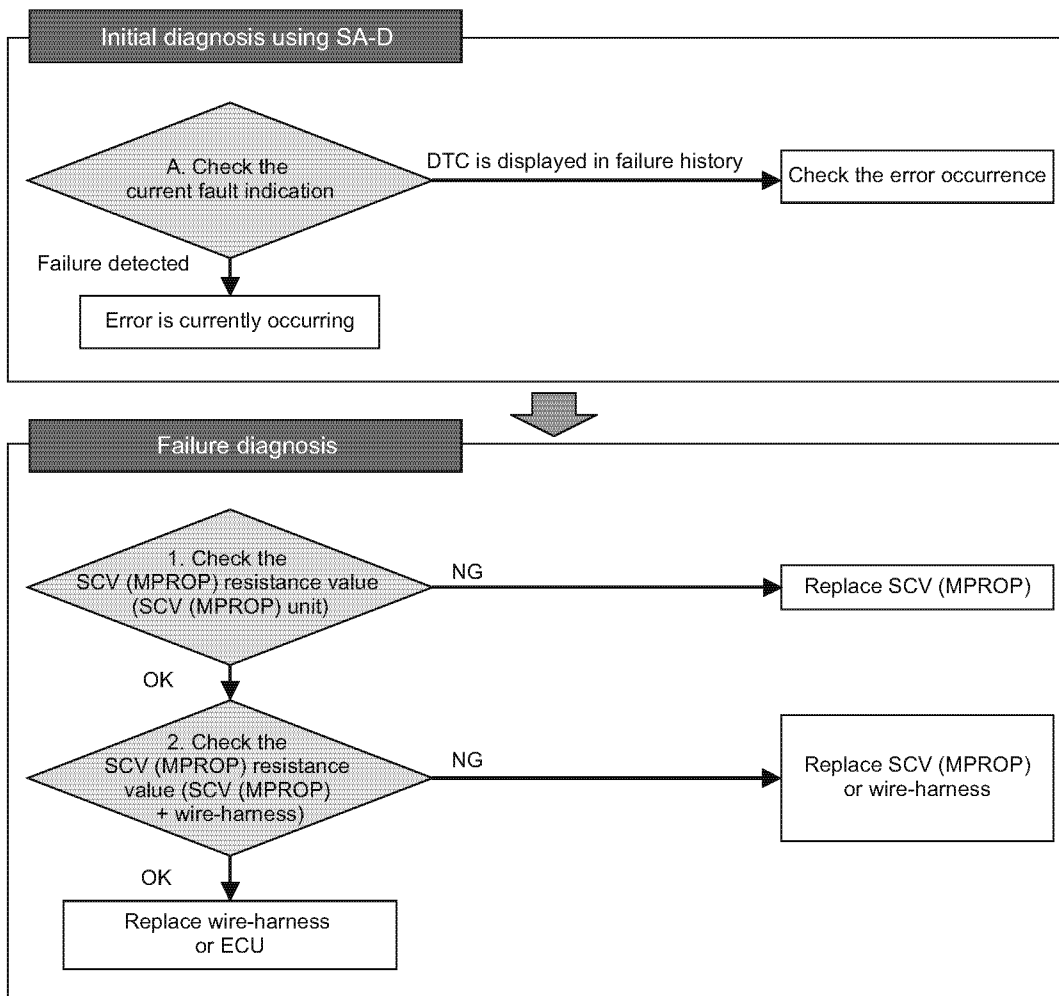 Initial diagnosis using SA-D
A. Check the
current fault indication
DTC is displayed in failure history
Check the error occurrence
Failure detected
Error is currently occurring
Failure diagnosis
1. Check the
SCV (MPROP) resistance value
(SCV (MPROP) unit)
NG
Replace SCV (MPROP)
OK
2. Check the
SCV (MPROP) resistance
value (SCV (MPROP)
+ wire-harness)
NG
Replace SCV (MPROP)
or wire-harness
OK
Replace wire-harness
or ECU